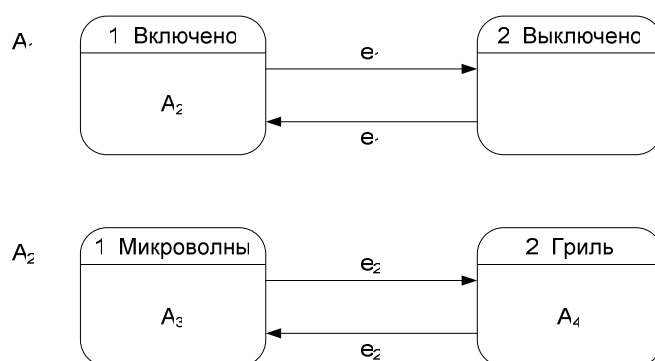 A₁
1 Включено
2 Выключено
e₁
A₂
e₁
A₂
1 Микроволны
2 Гриль
e₂
A₃
A₄
e₂